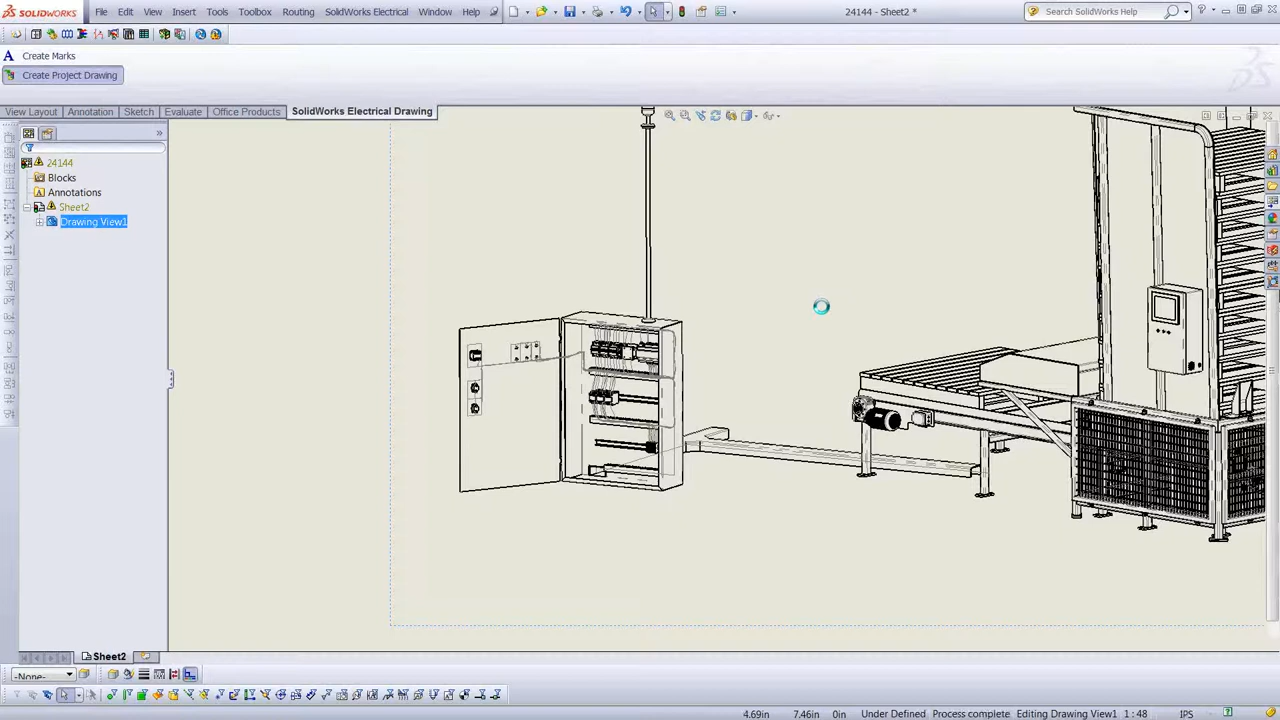 SOLIDWORKS File Edit View Insert Tools Toolbox Routing SolidWorks Electrical Window Help 24144 - Sheet2 * Search SolidWorks Help
A Create Marks
Create Project Drawing
View Layout Annotation Sketch Evaluate Office Products SolidWorks Electrical Drawing
24144
Blocks
Annotations
Sheet2
Drawing View1
Sheet2
-None-
4.69in 7.46in 0in Under Defined Process complete Editing Drawing View1 1 : 48 IPS